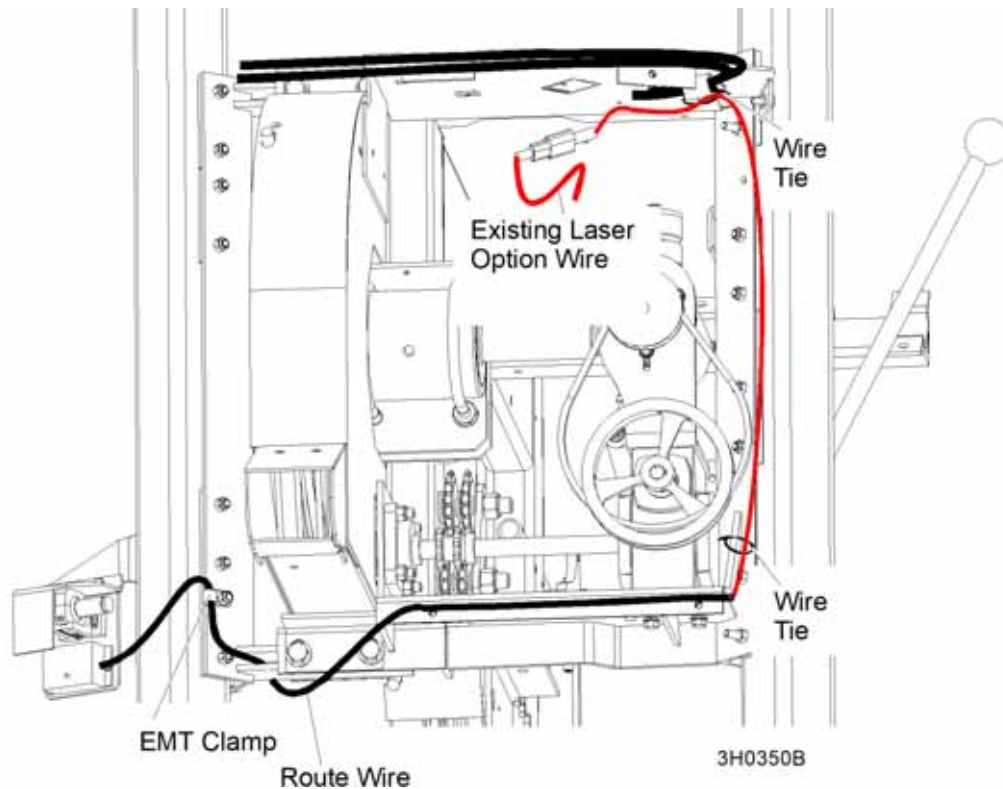 Wire
Tie
Existing Laser
Option Wire
Wire
Tie
EMT Clamp
3H0350B
Route Wire